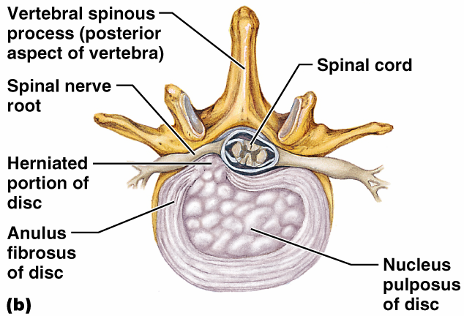 Vertebral spinous
process (posterior
aspect of vertebra)
Spinal cord
Spinal nerve
root
Herniated
portion of
disc
Anulus
fibrosus
of disc
Nucleus
pulposus
of disc
(b)